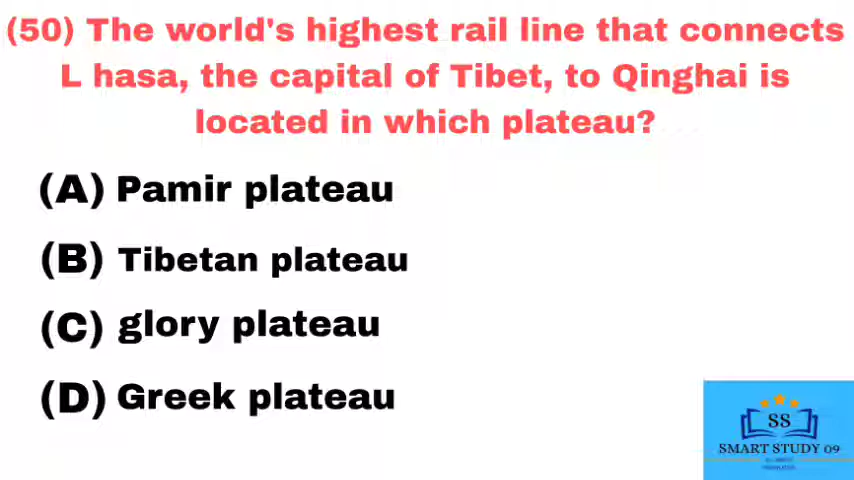 (50) The world's highest rail line that connects
L hasa, the capital of Tibet, to Qinghai is
located in which plateau?
(A) Pamir plateau
(B) Tibetan plateau
(C) glory plateau
(D) Greek plateau
SS
SMART STUDY 09